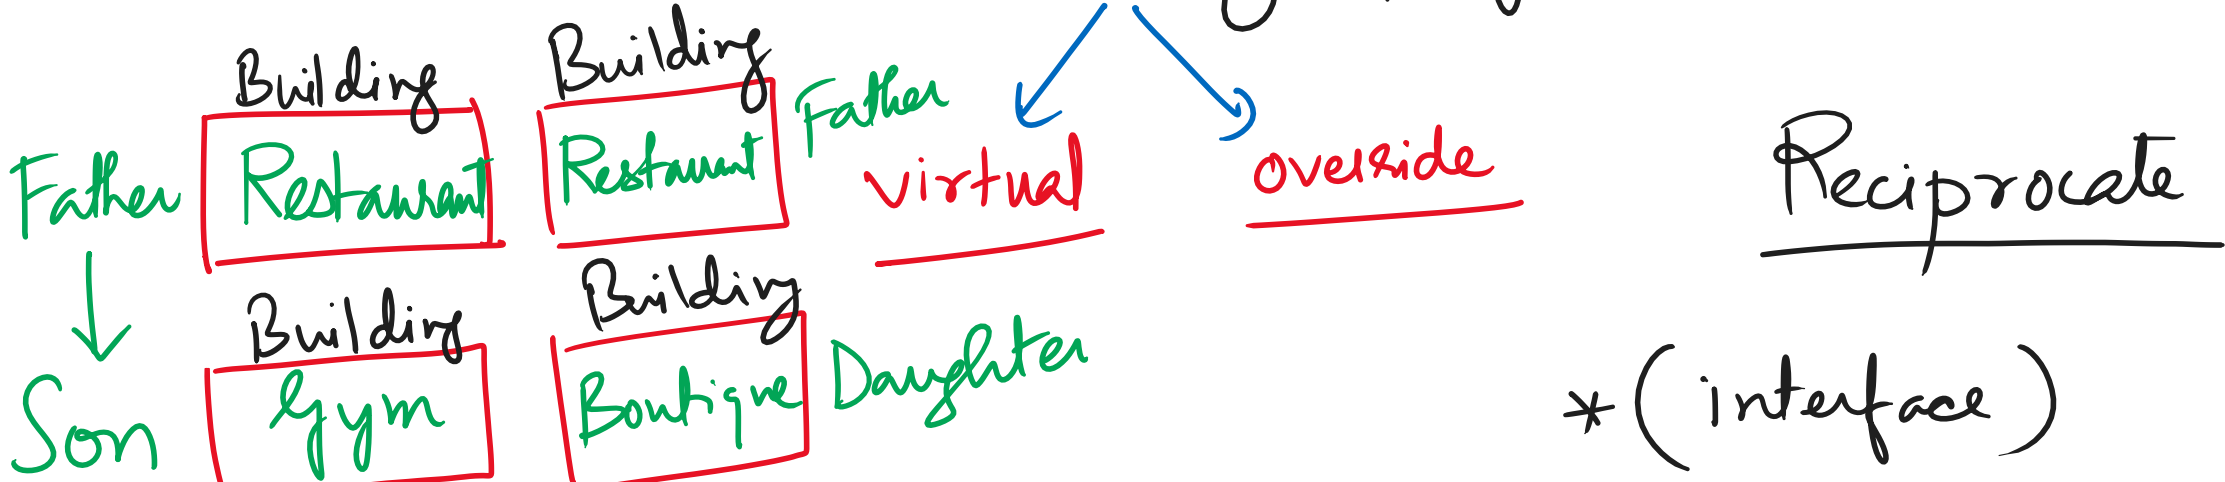 Building Building
Father Restaurant Restaurant Father
virtual override Reciprocate
Building Building
Son Gym Boutique Daughter
* (interface)